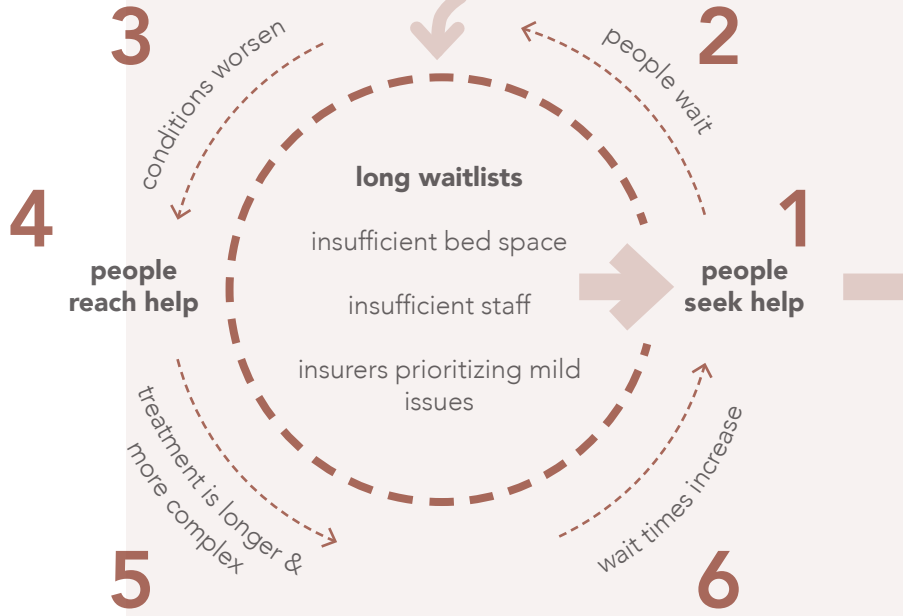 3
conditions worsen
2
people wait
long waitlists
insufficient bed space
insufficient staff
insurers prioritizing mild
issues
4
people
reach help
1
people
seek help
treatment is longer &
more complex
5
wait times increase
6